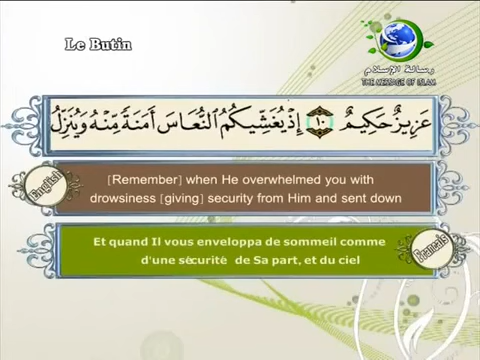 Le Butin
رسالة الإسلام
THE MESSAGE OF ISLAM
عَزِيزٌ حَكِيمٌ ١٠ إِذْ يُغَشِّيكُمُ النُّعَاسَ أَمَنَةً مِّنْهُ وَيُنَزِّلُ
English
[Remember] when He overwhelmed you with
drowsiness [giving] security from Him and sent down
Et quand Il vous enveloppa de sommeil comme
d'une sécurité de Sa part, et du ciel
Francais